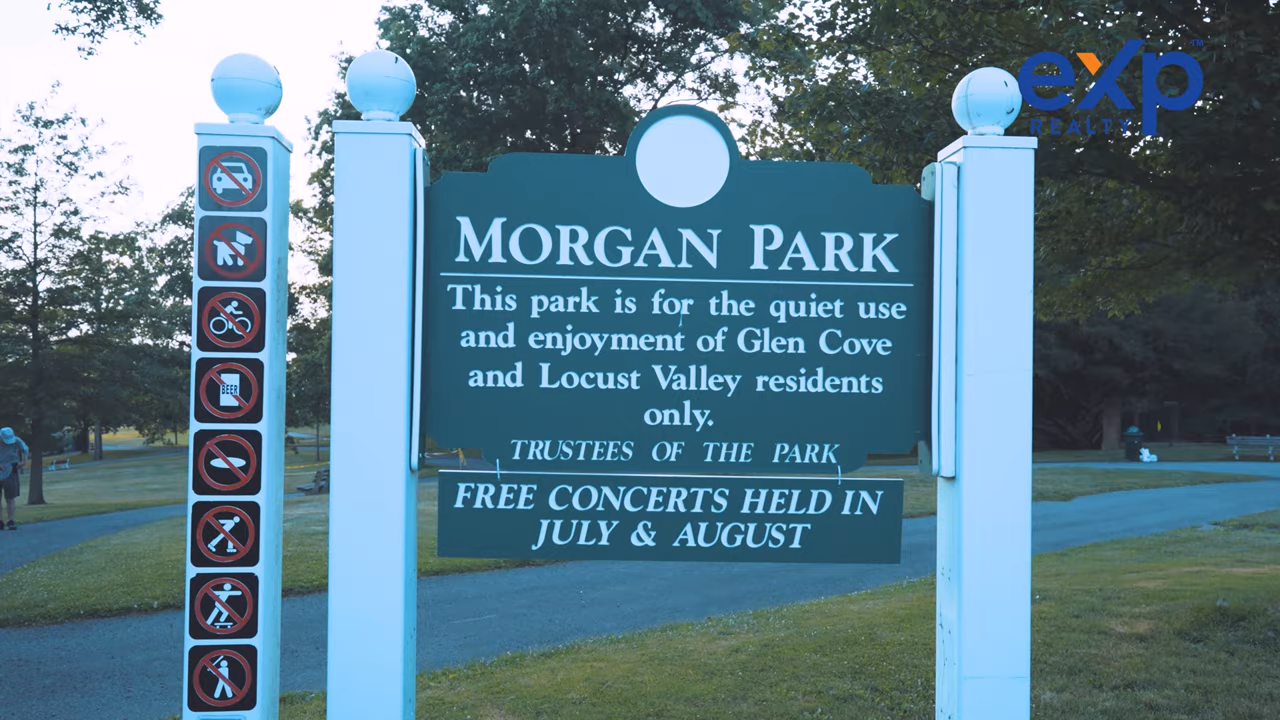 eXp™
REALTY
BEER
MORGAN PARK
This park is for the quiet use
and enjoyment of Glen Cove
and Locust Valley residents
only.
TRUSTEES OF THE PARK
FREE CONCERTS HELD IN
JULY & AUGUST